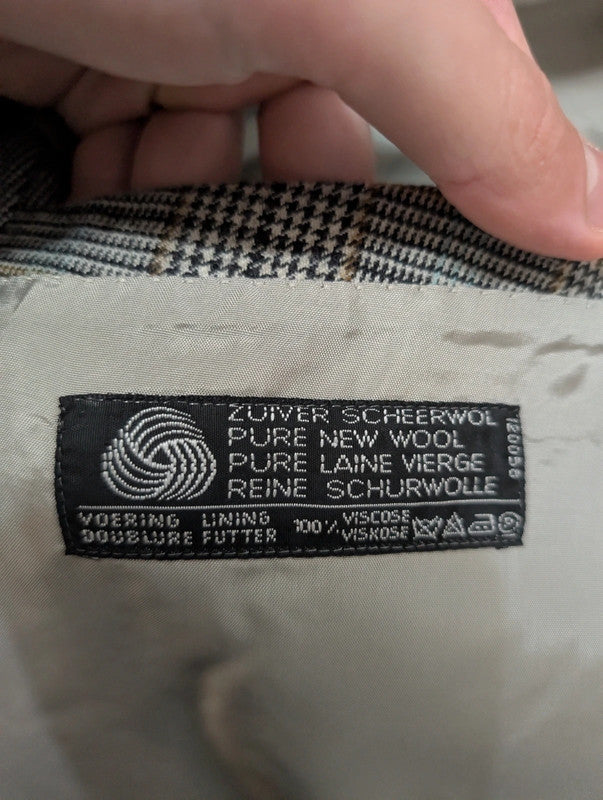 ZUIVER SCHEERWOL
PURE NEW WOOL
PURE LAINE VIERGE
REINE SCHURWOLLE
VOERING LINING 100% VISCOSE
DOUBLURE FUTTER VISKOSE